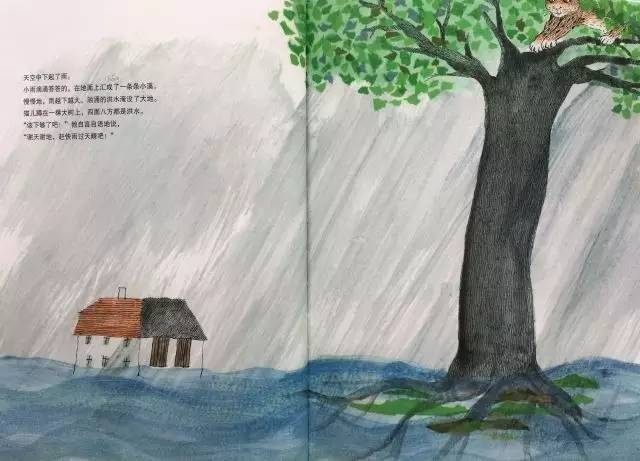 天空中下起了雨。
小雨滴滴答答的，在地面上汇成了一条条小溪。
慢慢地，雨越下越大，汹涌的洪水淹没了大地。
猫儿蹲在一棵大树上，四面八方都是洪水。
“这下够了吧！”他自言自语地说，
“谢天谢地，赶快雨过天晴吧！”